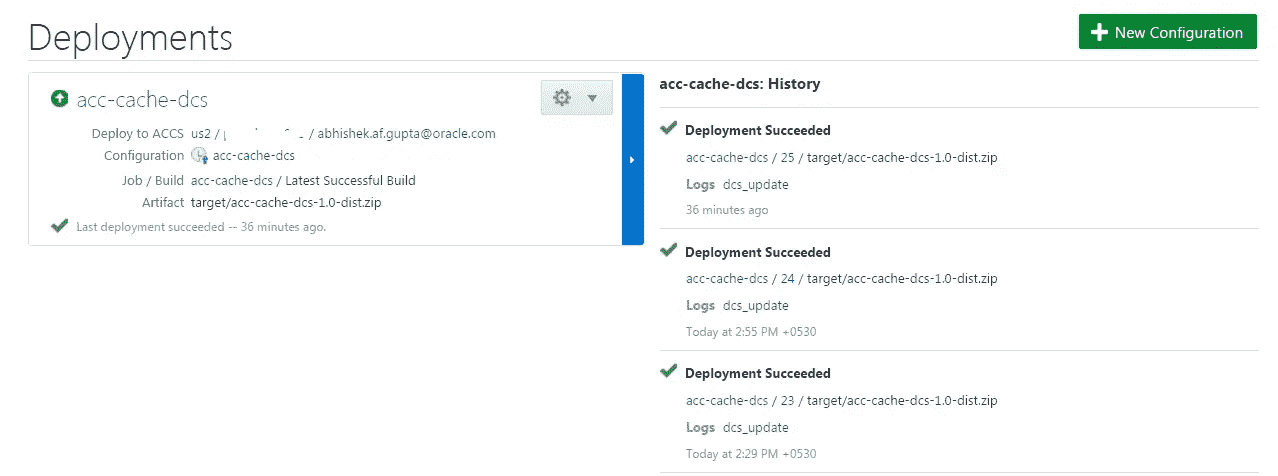 Deployments
New Configuration
acc-cache-dcs
Deploy to ACCS us2 / / abhishek.af.gupta@oracle.com
Configuration acc-cache-dcs
Job / Build acc-cache-dcs / Latest Successful Build
Artifact target/acc-cache-dcs-1.0-dist.zip
Last deployment succeeded -- 36 minutes ago.
acc-cache-dcs: History
Deployment Succeeded
acc-cache-dcs / 25 / target/acc-cache-dcs-1.0-dist.zip
Logs dcs_update
36 minutes ago
Deployment Succeeded
acc-cache-dcs / 24 / target/acc-cache-dcs-1.0-dist.zip
Logs dcs_update
Today at 2:55 PM +0530
Deployment Succeeded
acc-cache-dcs / 23 / target/acc-cache-dcs-1.0-dist.zip
Logs dcs_update
Today at 2:29 PM +0530